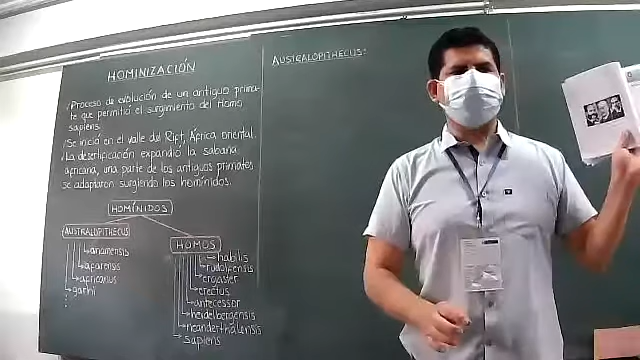 HOMINIZACIÓN
¡Proceso de evolución de un antiguo prima-
te que permitió el surgimiento del Homo
sapiens.
¡Se inició en el valle del Rift, África oriental.
¡La desertificación expandió la sabana
africana, una parte de los antiguos primates
se adaptaron surgiendo los homínidos.
HOMÍNIDOS
AUSTRALOPITHECUS
anamensis
afarensis
africanus
garhi
HOMOS
habilis
rudolfensis
ergaster
erectus
antecessor
heidelbergensis
neanderthalensis
sapiens
AUSTRALOPITHECUS: